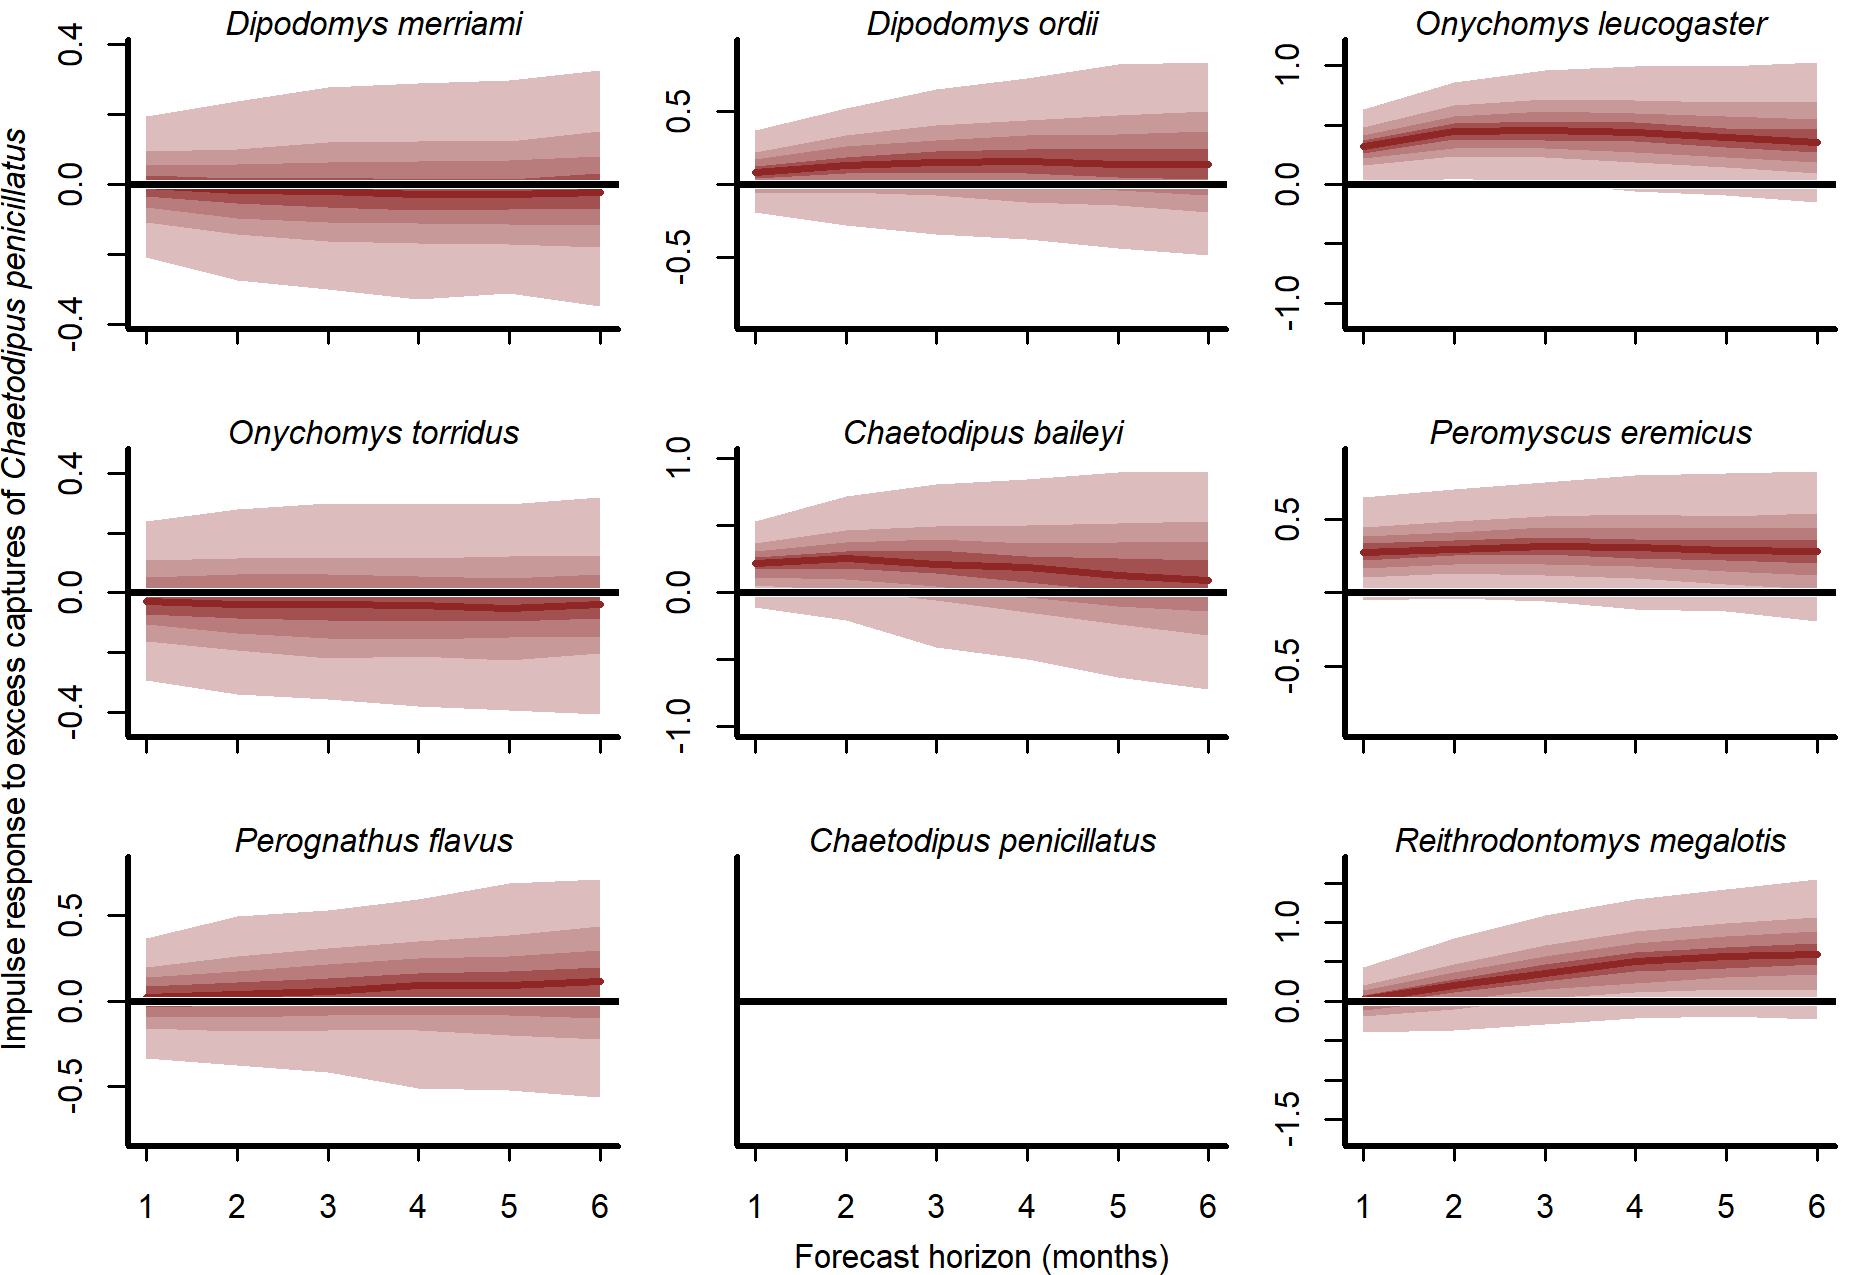 Impulse response to excess captures of Chaetodipus penicillatus
Dipodomys merriami
0.4
0.0
-0.4
Dipodomys ordii
0.5
-0.5
Onychomys leucogaster
1.0
0.0
-1.0
Onychomys torridus
0.4
0.0
-0.4
Chaetodipus baileyi
1.0
0.0
-1.0
Peromyscus eremicus
0.5
-0.5
Perognathus flavus
0.5
0.0
-0.5
1 2 3 4 5 6
Chaetodipus penicillatus
1 2 3 4 5 6
Reithrodontomys megalotis
1.0
0.0
-1.5
1 2 3 4 5 6
Forecast horizon (months)